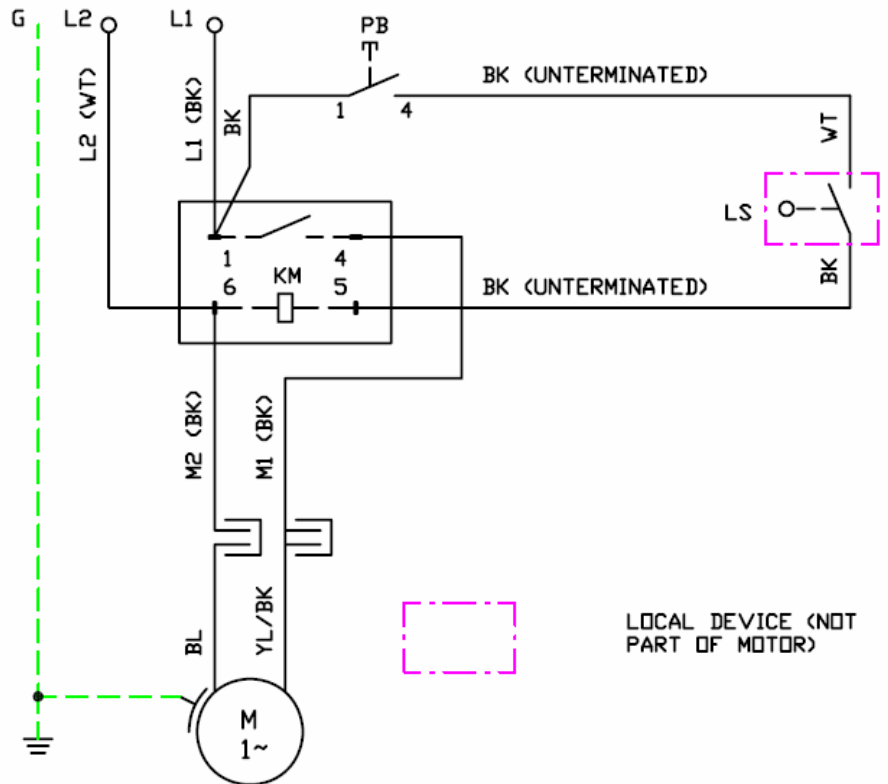 G
L2
L1
PB
BK (UNTERMINATED)
L2 (WT)
L1 (BK)
BK
1
4
WT
LS
1
4
KM
6
5
BK (UNTERMINATED)
BK
M2 (BK)
M1 (BK)
BL
YL/BK
LOCAL DEVICE (NOT
PART OF MOTOR)
M
1~